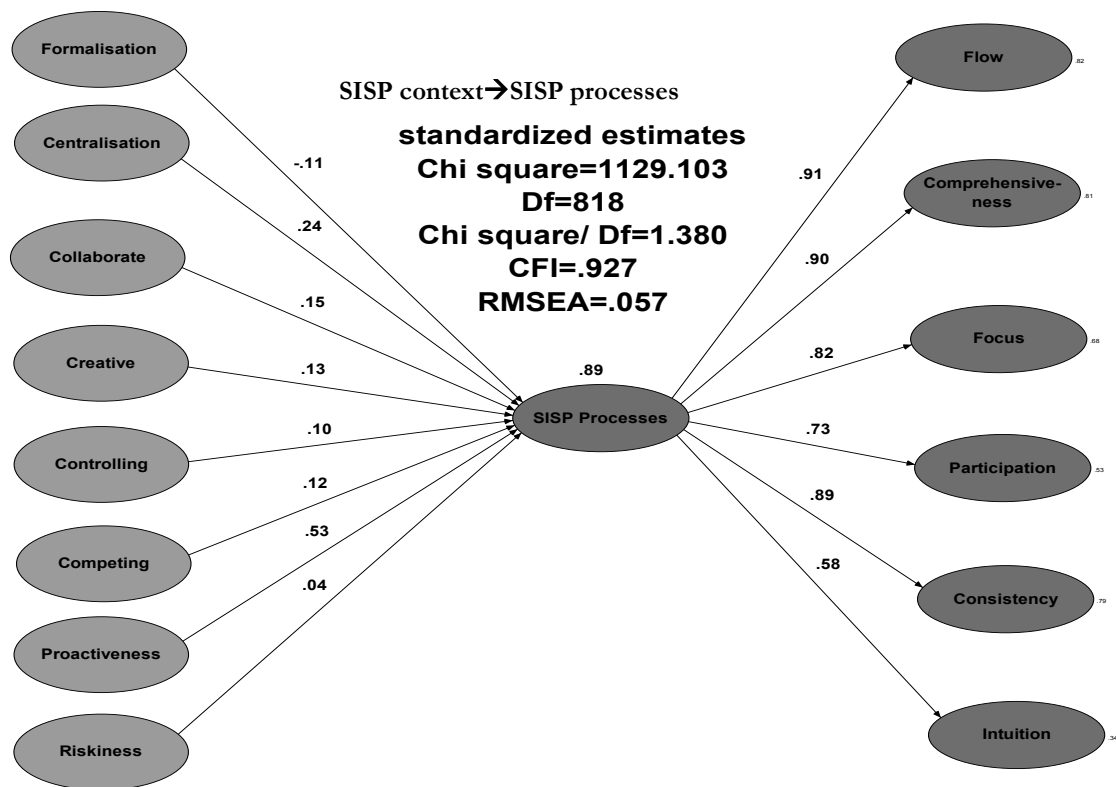 Formalisation
Centralisation
Collaborate
Creative
Controlling
Competing
Proactiveness
Riskiness
SISP context→SISP processes
standardized estimates
Chi square=1129.103
Df=818
Chi square/ Df=1.380
CFI=.927
RMSEA=.057
-.11
.24
.15
.13
.10
.12
.53
.04
.89
SISP Processes
.91
.90
.82
.73
.89
.58
Flow
.82
Comprehensive-
ness
.81
Focus
.68
Participation
.53
Consistency
.79
Intuition
.34